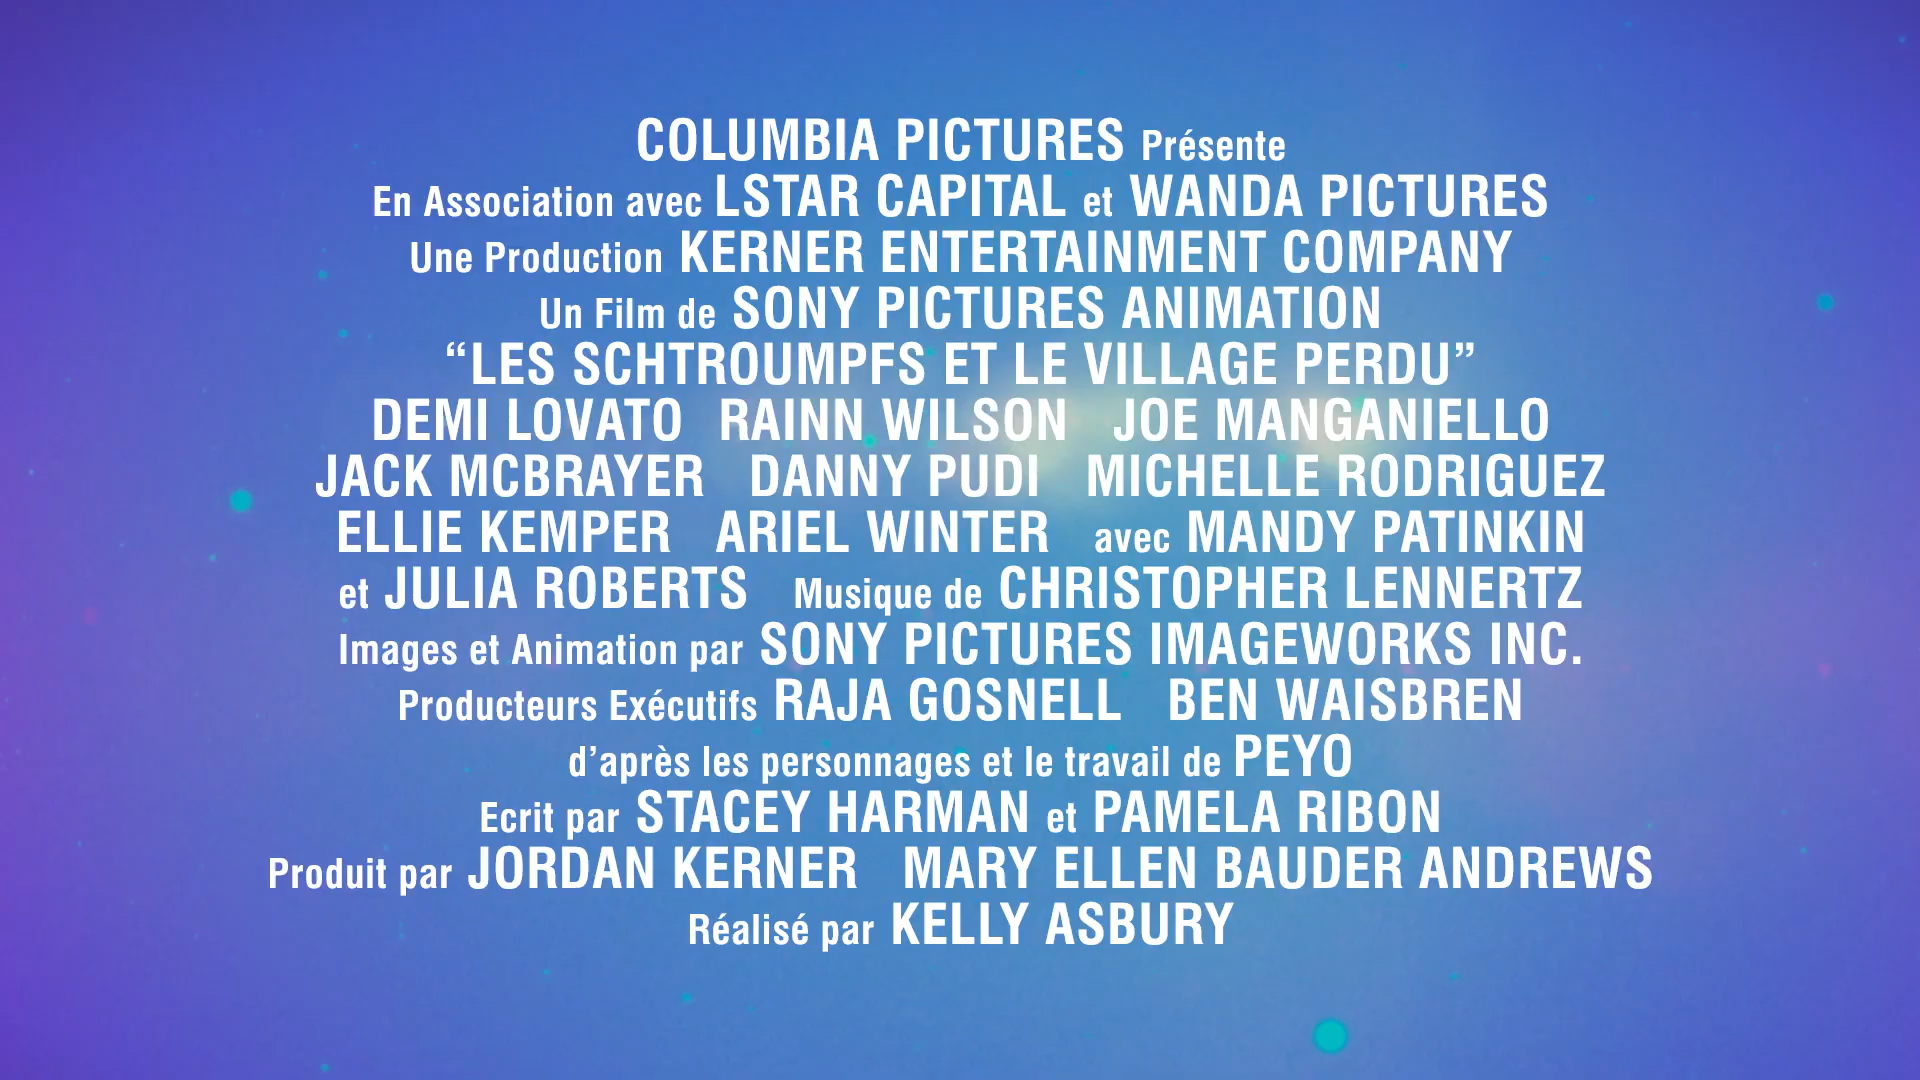 COLUMBIA PICTURES Présente
En Association avec LSTAR CAPITAL et WANDA PICTURES
Une Production KERNER ENTERTAINMENT COMPANY
Un Film de SONY PICTURES ANIMATION
“LES SCHTROUMPFS ET LE VILLAGE PERDU”
DEMI LOVATO RAINN WILSON JOE MANGANIELLO
JACK MCBRAYER DANNY PUDI MICHELLE RODRIGUEZ
ELLIE KEMPER ARIEL WINTER avec MANDY PATINKIN
et JULIA ROBERTS Musique de CHRISTOPHER LENNERTZ
Images et Animation par SONY PICTURES IMAGEWORKS INC.
Producteurs Exécutifs RAJA GOSNELL BEN WAISBREN
d’après les personnages et le travail de PEYO
Ecrit par STACEY HARMAN et PAMELA RIBON
Produit par JORDAN KERNER MARY ELLEN BAUDER ANDREWS
Réalisé par KELLY ASBURY